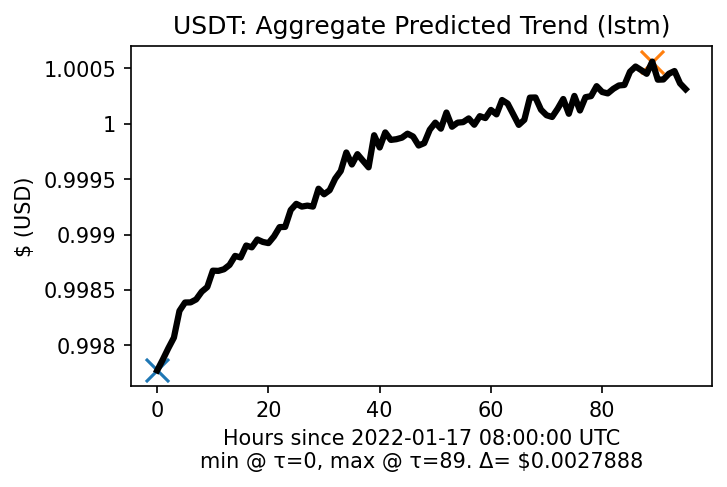 USDT: Aggregate Predicted Trend (lstm)
$ (USD)
1.0005
1
0.9995
0.999
0.9985
0.998
0 20 40 60 80
Hours since 2022-01-17 08:00:00 UTC
min @ τ=0, max @ τ=89. Δ= $0.0027888